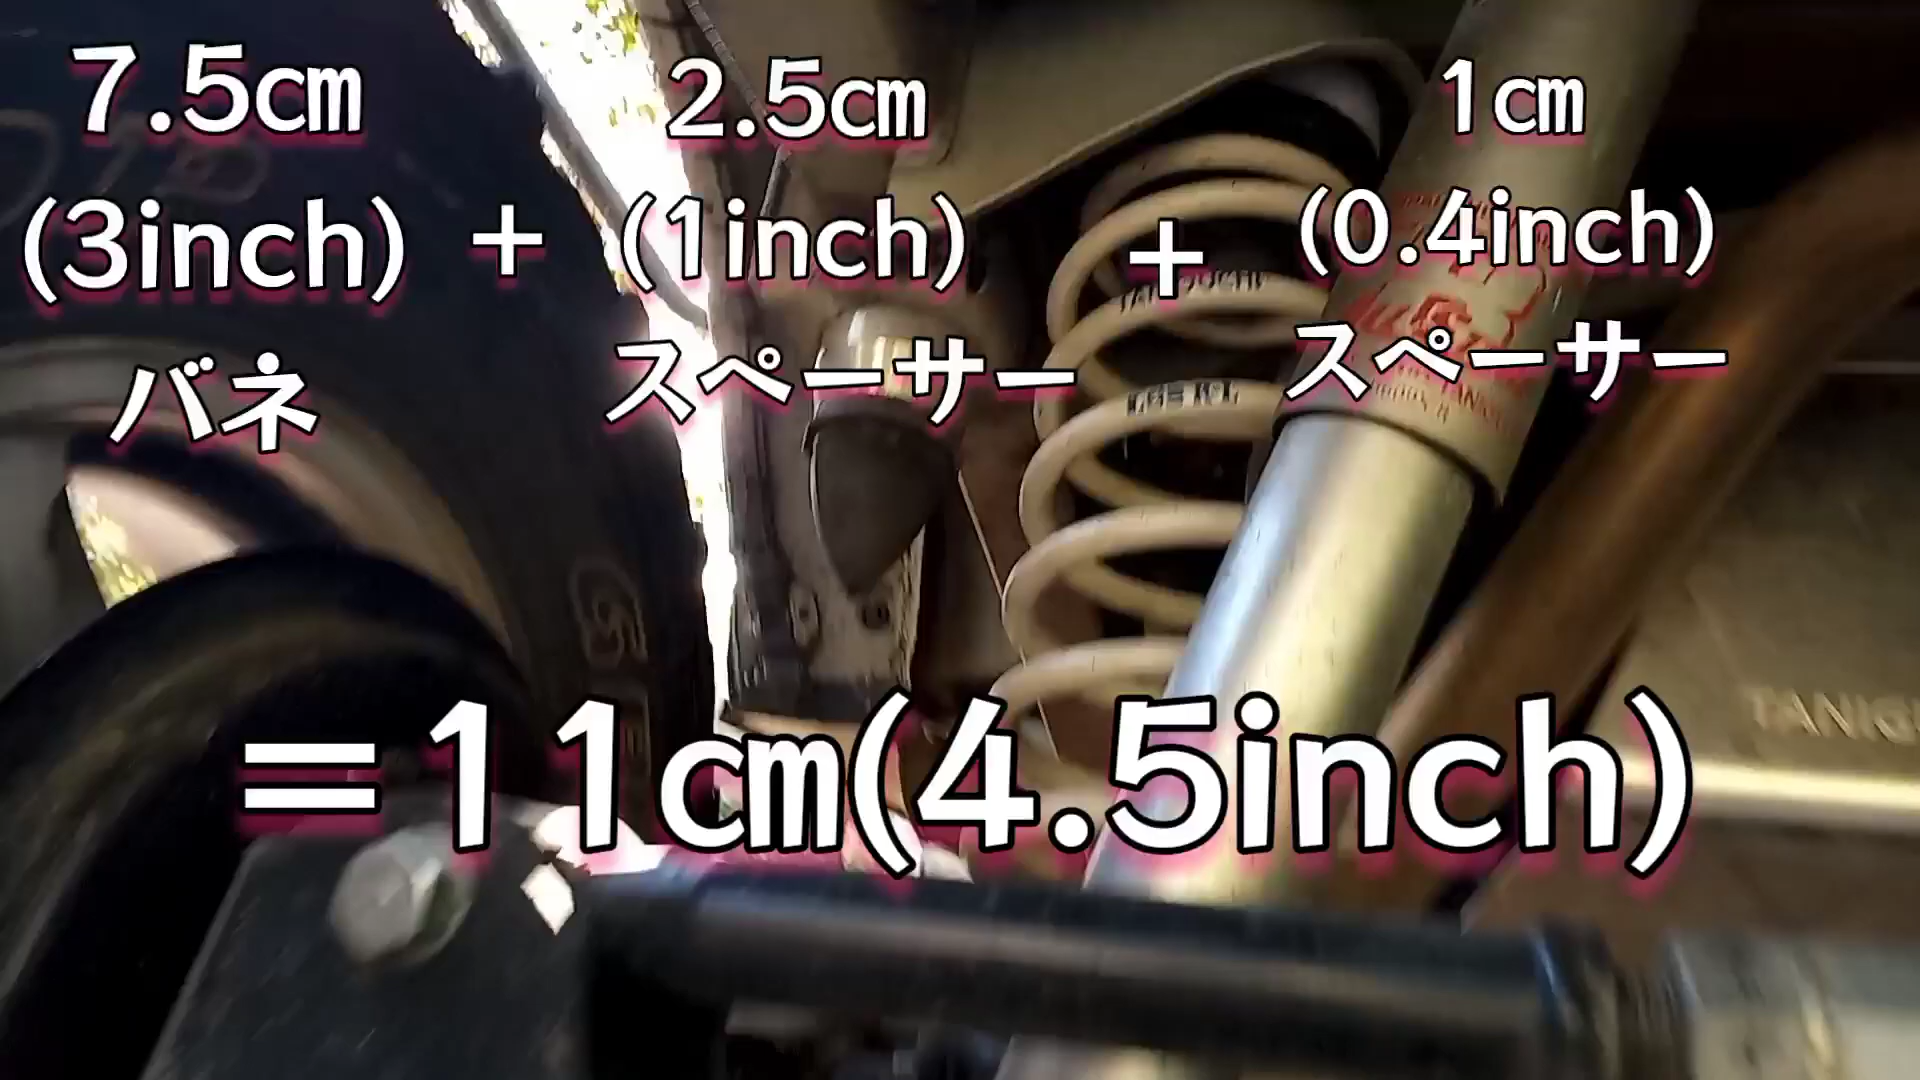 7.5cm
(3inch)
バネ
+
2.5cm
(1inch)
スペーサー
+
1cm
(0.4inch)
スペーサー
=11cm(4.5inch)